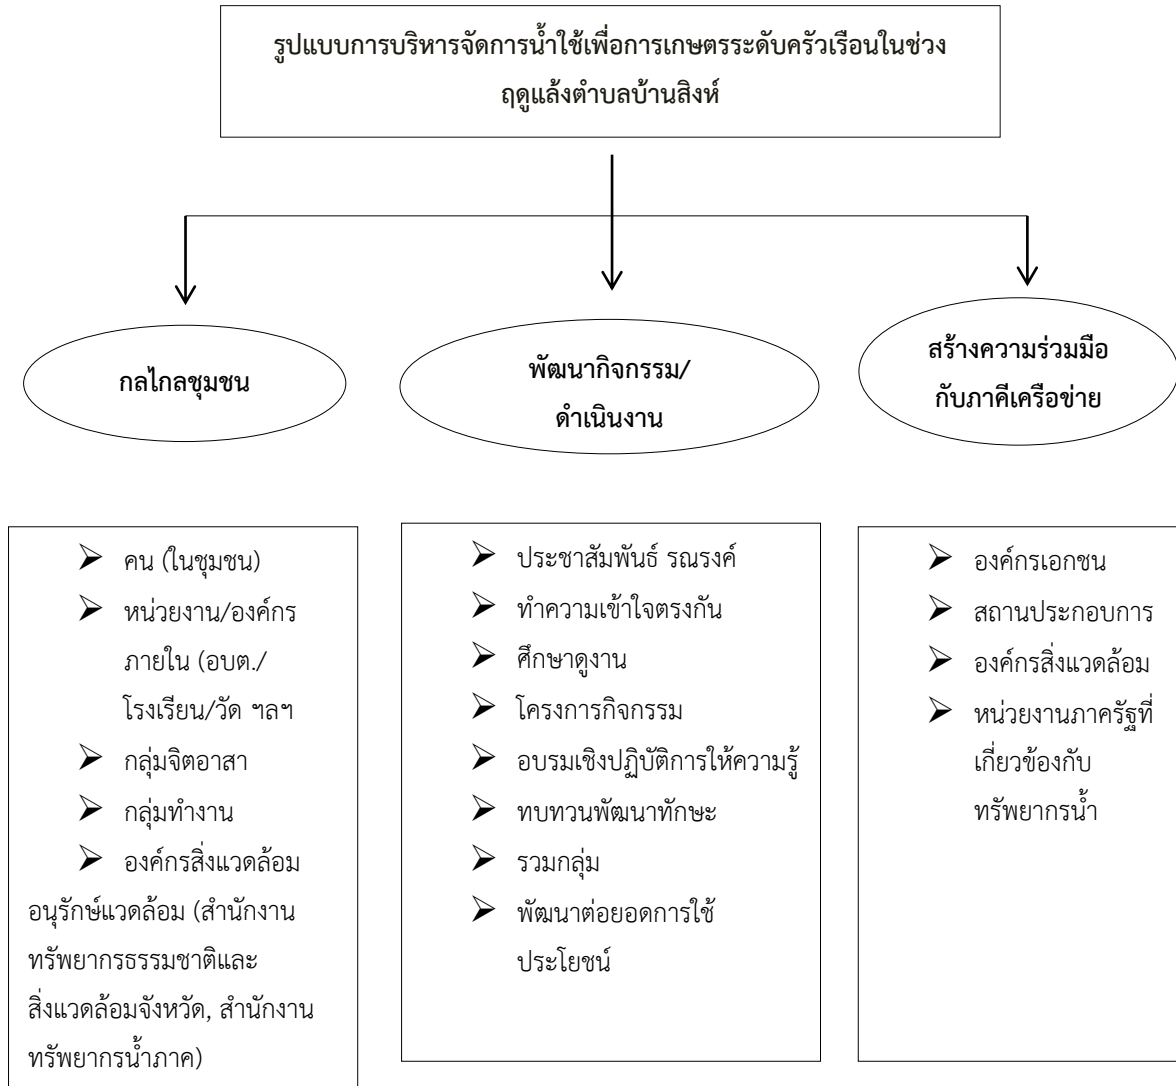 รูปแบบการบริหารจัดการน้ำใช้เพื่อการเกษตรระดับครัวเรือนในช่วง
ฤดูแล้งตำบลบ้านสิงห์
กลไกลชุมชน
พัฒนากิจกรรม/
ดำเนินงาน
สร้างความร่วมมือ
กับภาคีเครือข่าย
➢ คน (ในชุมชน)
➢ หน่วยงาน/องค์กร
ภายใน (อบต./
โรงเรียน/วัด ฯลฯ
➢ กลุ่มจิตอาสา
➢ กลุ่มทำงาน
➢ องค์กรสิ่งแวดล้อม
อนุรักษ์แวดล้อม (สำนักงาน
ทรัพยากรธรรมชาติและ
สิ่งแวดล้อมจังหวัด, สำนักงาน
ทรัพยากรน้ำภาค)
➢ ประชาสัมพันธ์ รณรงค์
➢ ทำความเข้าใจตรงกัน
➢ ศึกษาดูงาน
➢ โครงการกิจกรรม
➢ อบรมเชิงปฏิบัติการให้ความรู้
➢ ทบทวนพัฒนาทักษะ
➢ รวมกลุ่ม
➢ พัฒนาต่อยอดการใช้
ประโยชน์
➢ องค์กรเอกชน
➢ สถานประกอบการ
➢ องค์กรสิ่งแวดล้อม
➢ หน่วยงานภาครัฐที่
เกี่ยวข้องกับ
ทรัพยากรน้ำ